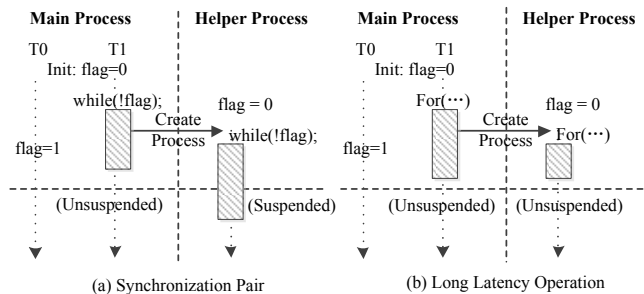 Main Process Helper Process Main Process Helper Process
T0 T1 T0 T1
Init: flag=0 Init: flag=0
while(!flag); flag = 0 For(⋯) flag = 0
Create Process while(!flag); Create Process For(⋯)
flag=1 flag=1
(Unsuspended) (Suspended) (Unsuspended) (Unsuspended)
(a) Synchronization Pair (b) Long Latency Operation